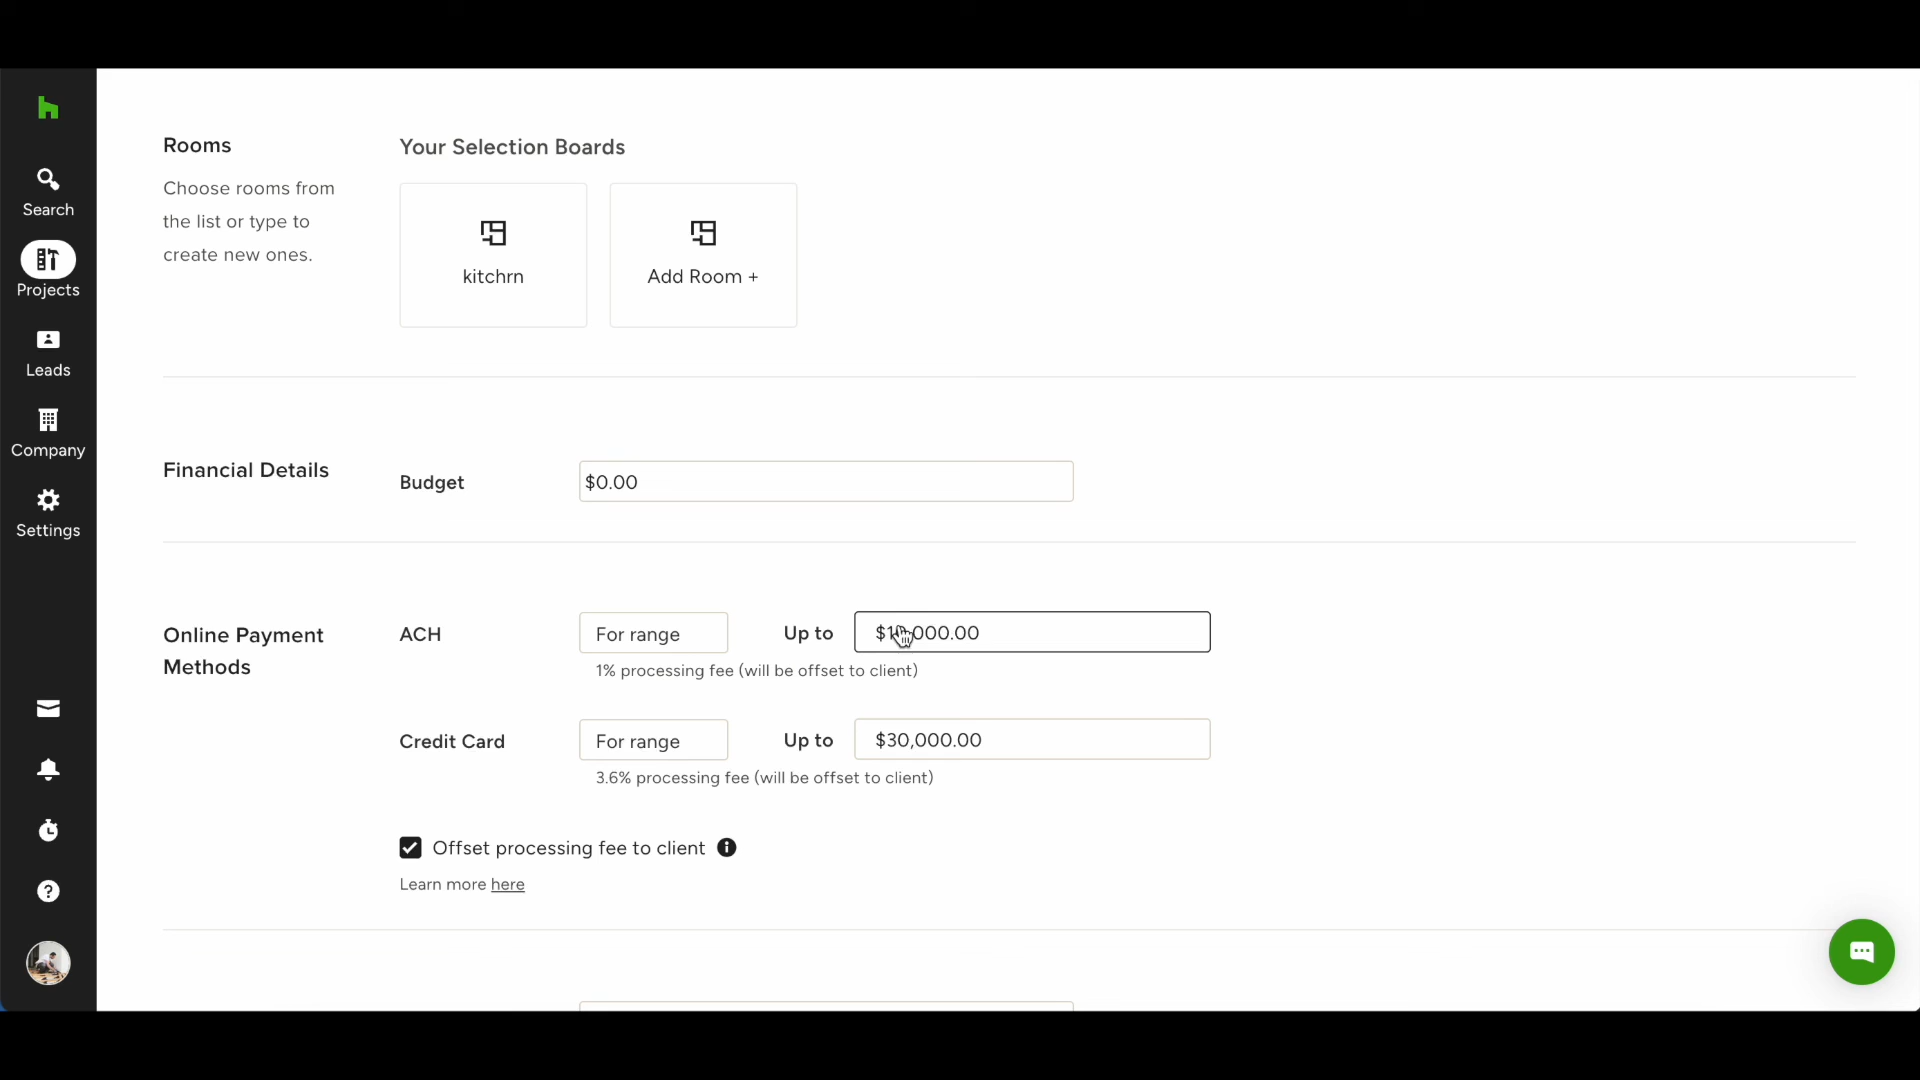 Search
Projects
Leads
Company
Settings
Rooms
Choose rooms from
the list or type to
create new ones.
Your Selection Boards
kitchrn
Add Room +
Financial Details
Budget
$0.00
Online Payment
Methods
ACH
For range
Up to
1% processing fee (will be offset to client)
Credit Card
For range
Up to
$30,000.00
3.6% processing fee (will be offset to client)
Offset processing fee to client
Learn more here